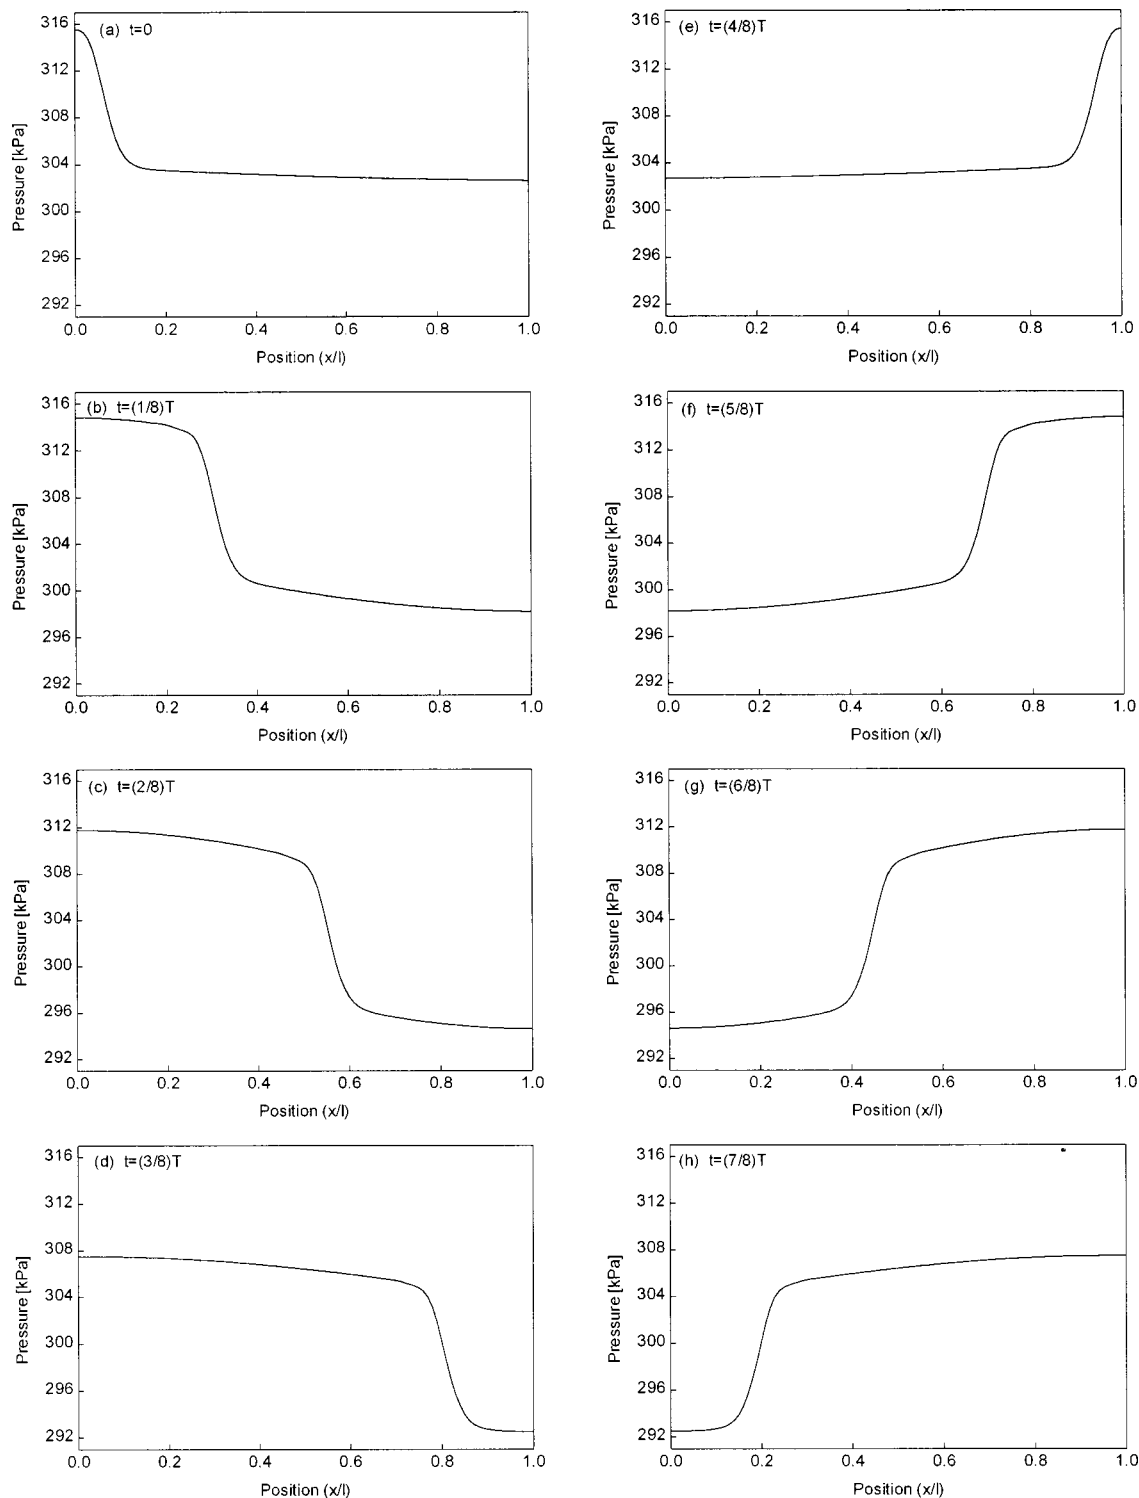 (a) t=0
316
312
308
304
300
296
292
Pressure [kPa]
0.0 0.2 0.4 0.6 0.8 1.0
Position (x/l)
(e) t=(4/8)T
316
312
308
304
300
296
292
Pressure [kPa]
0.0 0.2 0.4 0.6 0.8 1.0
Position (x/l)
(b) t=(1/8)T
316
312
308
304
300
296
292
Pressure [kPa]
0.0 0.2 0.4 0.6 0.8 1.0
Position (x/l)
(f) t=(5/8)T
316
312
308
304
300
296
292
Pressure [kPa]
0.0 0.2 0.4 0.6 0.8 1.0
Position (x/l)
(c) t=(2/8)T
316
312
308
304
300
296
292
Pressure [kPa]
0.0 0.2 0.4 0.6 0.8 1.0
Position (x/l)
(g) t=(6/8)T
316
312
308
304
300
296
292
Pressure [kPa]
0.0 0.2 0.4 0.6 0.8 1.0
Position (x/l)
(d) t=(3/8)T
316
312
308
304
300
296
292
Pressure [kPa]
0.0 0.2 0.4 0.6 0.8 1.0
Position (x/l)
(h) t=(7/8)T
316
312
308
304
300
296
292
Pressure [kPa]
0.0 0.2 0.4 0.6 0.8 1.0
Position (x/l)